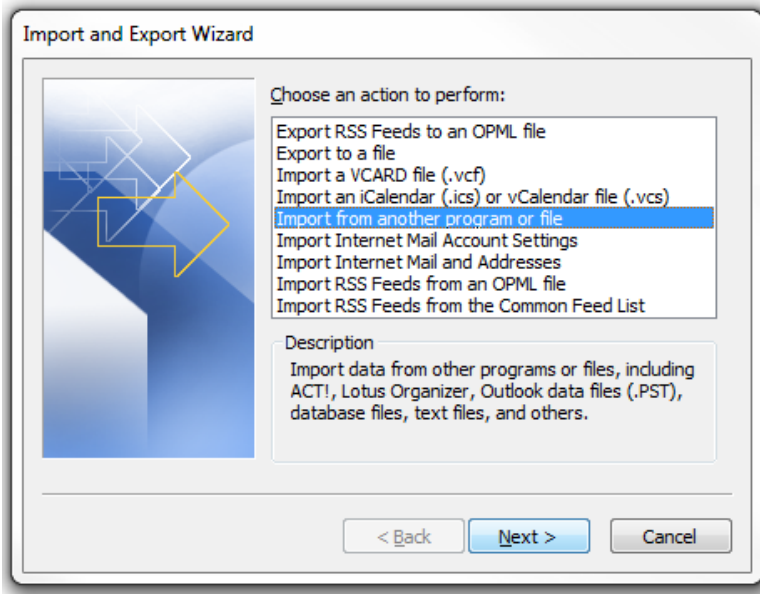 Import and Export Wizard
Choose an action to perform:
Export RSS Feeds to an OPML file
Export to a file
Import a VCARD file (.vcf)
Import an iCalendar (.ics) or vCalendar file (.vcs)
Import from another program or file
Import Internet Mail Account Settings
Import Internet Mail and Addresses
Import RSS Feeds from an OPML file
Import RSS Feeds from the Common Feed List
Description
Import data from other programs or files, including
ACT!, Lotus Organizer, Outlook data files (.PST),
database files, text files, and others.
< Back Next > Cancel